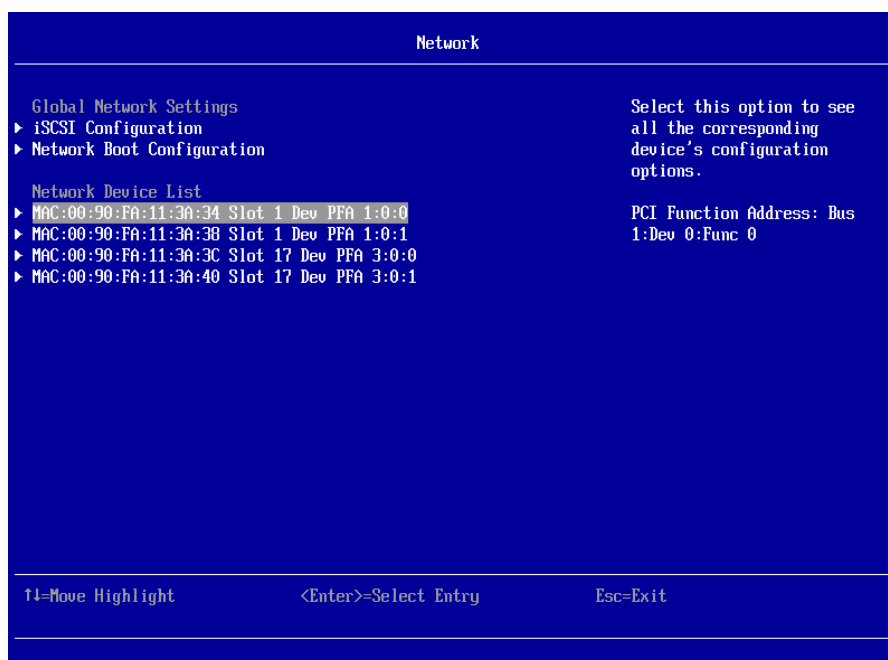 Network
Global Network Settings
▶ iSCSI Configuration
▶ Network Boot Configuration
Network Device List
▶ MAC:00:90:FA:11:3A:34 Slot 1 Dev PFA 1:0:0
▶ MAC:00:90:FA:11:3A:38 Slot 1 Dev PFA 1:0:1
▶ MAC:00:90:FA:11:3A:3C Slot 17 Dev PFA 3:0:0
▶ MAC:00:90:FA:11:3A:40 Slot 17 Dev PFA 3:0:1
Select this option to see
all the corresponding
device's configuration
options.
PCI Function Address: Bus
1:Dev 0:Func 0
↑↓=Move Highlight <Enter>=Select Entry Esc=Exit